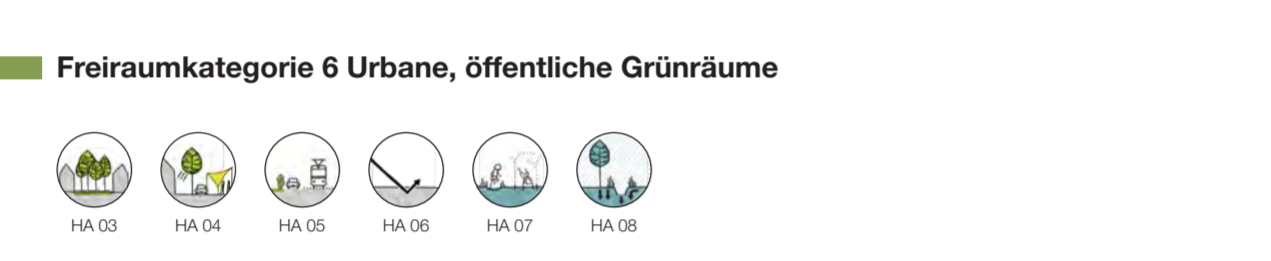 Freiraumkategorie 6 Urbane, öffentliche Grünräume
HA 03 HA 04 HA 05 HA 06 HA 07 HA 08